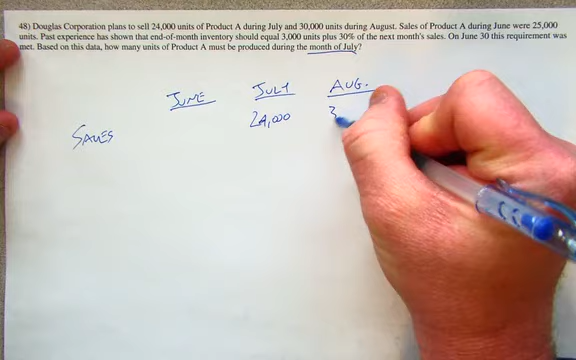 48) Douglas Corporation plans to sell 24,000 units of Product A during July and 30,000 units during August. Sales of Product A during June were 25,000
units. Past experience has shown that end-of-month inventory should equal 3,000 units plus 30% of the next month's sales. On June 30 this requirement was
met. Based on this data, how many units of Product A must be produced during the month of July?
JUNE JULY AUG.
SALES 24,000 3